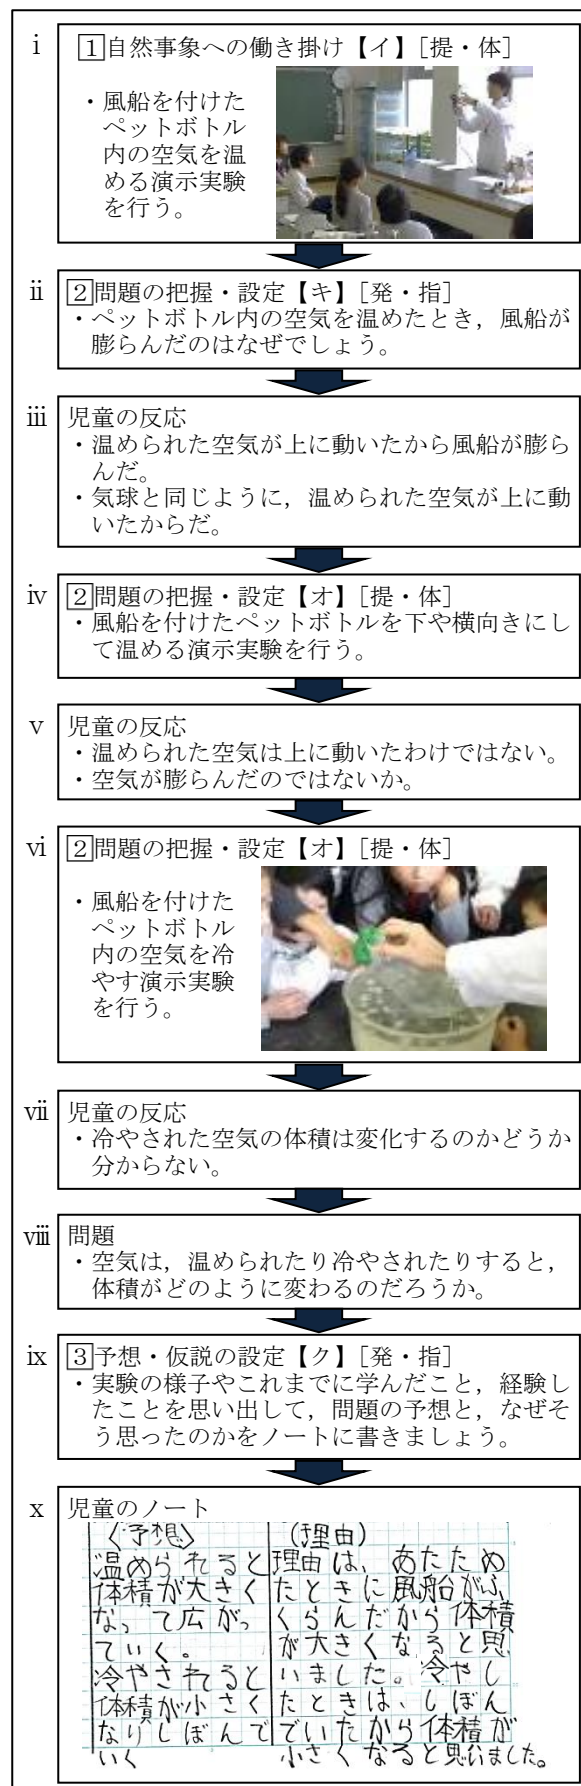 i
1自然事象への働き掛け【イ】[提・体]
・風船を付けた
ペットボトル
内の空気を温
める演示実験
を行う。
ii
2問題の把握・設定【キ】[発・指]
・ペットボトル内の空気を温めたとき，風船が
膨らんだのはなぜでしょう。
iii
児童の反応
・温められた空気が上に動いたから風船が膨ら
んだ。
・気球と同じように，温められた空気が上に動
いたからだ。
iv
2問題の把握・設定【オ】[提・体]
・風船を付けたペットボトルを下や横向きにし
て温める演示実験を行う。
v
児童の反応
・温められた空気は上に動いたわけではない。
・空気が膨らんだのではないか。
vi
2問題の把握・設定【オ】[提・体]
・風船を付けた
ペットボトル
内の空気を冷
やす演示実験
を行う。
vii
児童の反応
・冷やされた空気の体積は変化するのかどうか
分からない。
viii
問題
・空気は，温められたり冷やされたりすると，
体積がどのように変わるのだろうか。
ix
3予想・仮説の設定【ク】[発・指]
・実験の様子やこれまでに学んだこと，経験し
たことを思い出して，問題の予想と，なぜそ
う思ったのかをノートに書きましょう。
x
児童のノート
〈予想〉
温められると
体積が大きく
なって広がっ
ていく。
冷やされると
体積が小さく
なりしぼんで
いく
(理由)
理由は、あたため
たときに風船がふ
くらんだから体積
が大きくなると思
いました。冷やし
たときは、しぼん
でいたから体積が
小さくなると思いました。